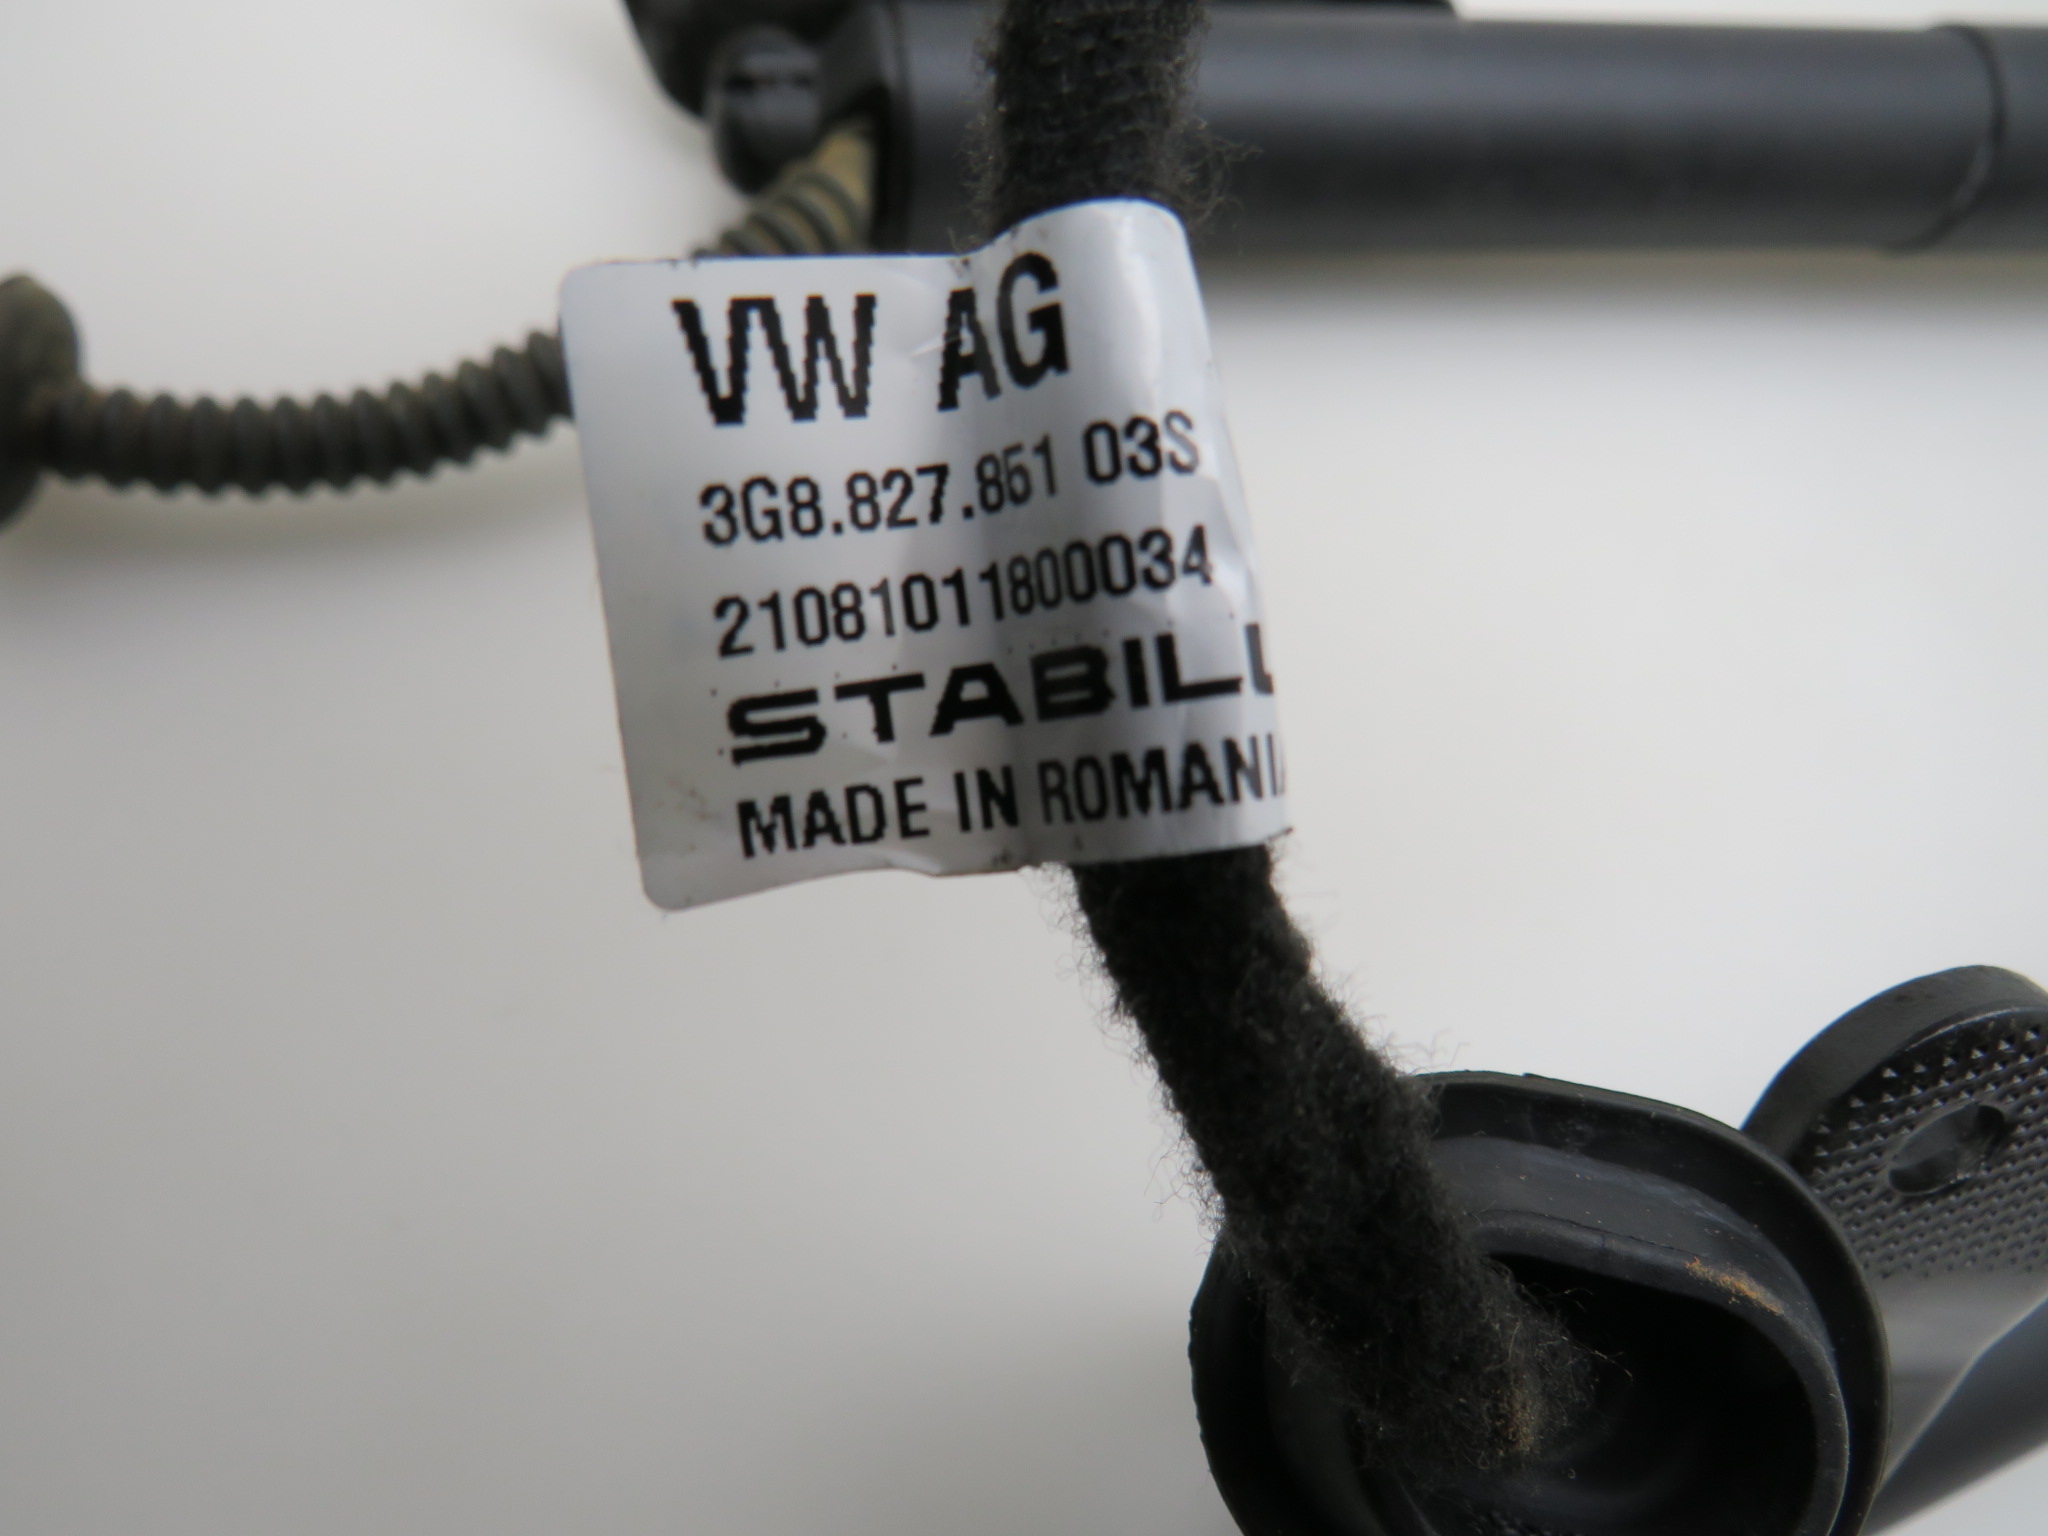 VW AG
3G8.827.851 03S
21081011800034
STABILU
MADE IN ROMANIA